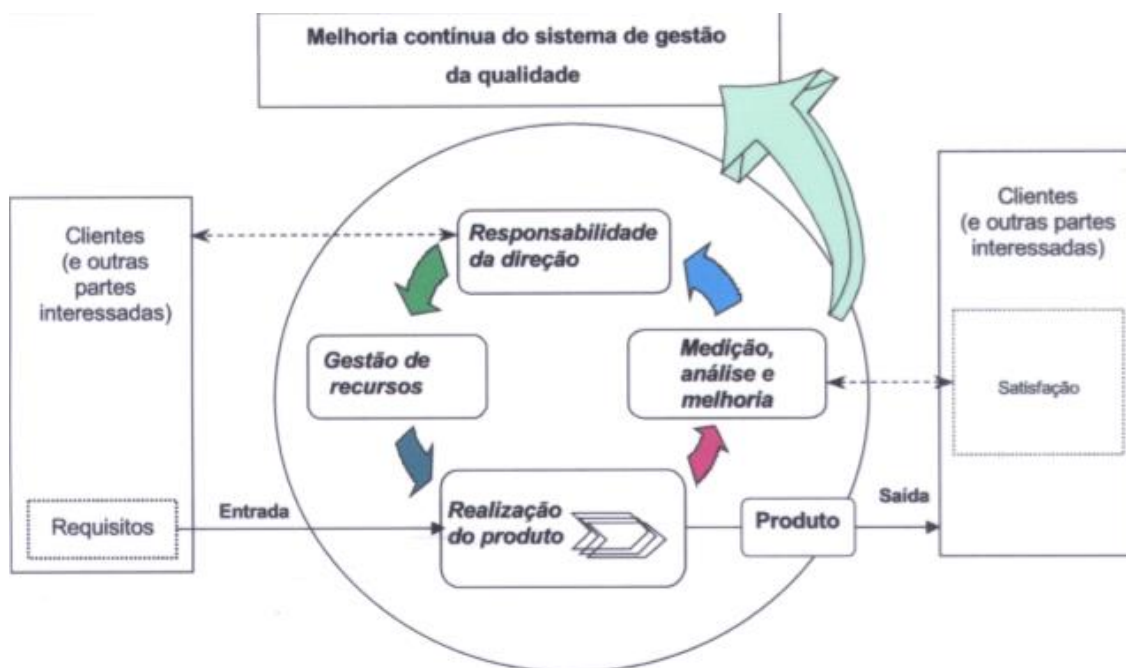 Melhoria contínua do sistema de gestão
da qualidade
Clientes
(e outras
partes
interessadas)
Requisitos
Entrada
Responsabilidade
da direção
Gestão de
recursos
Medição,
análise e
melhoria
Realização
do produto
Produto
Saída
Clientes
(e outras partes
interessadas)
Satisfação